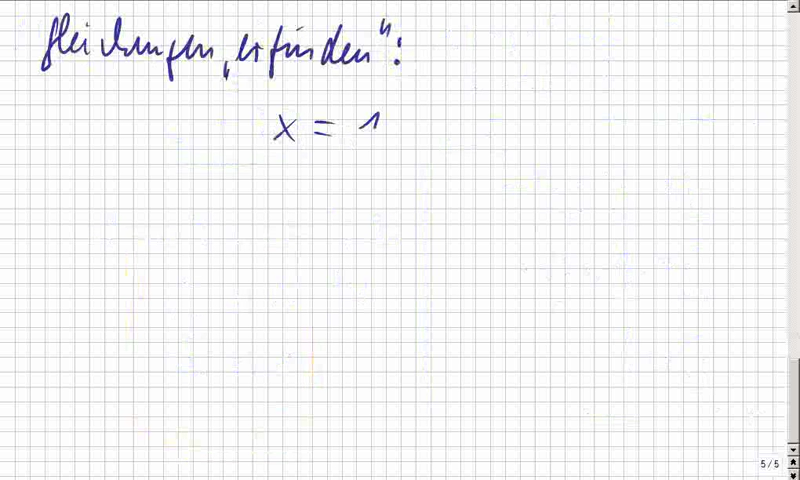 Gleichungen „erfinden":
x = 1
5/5